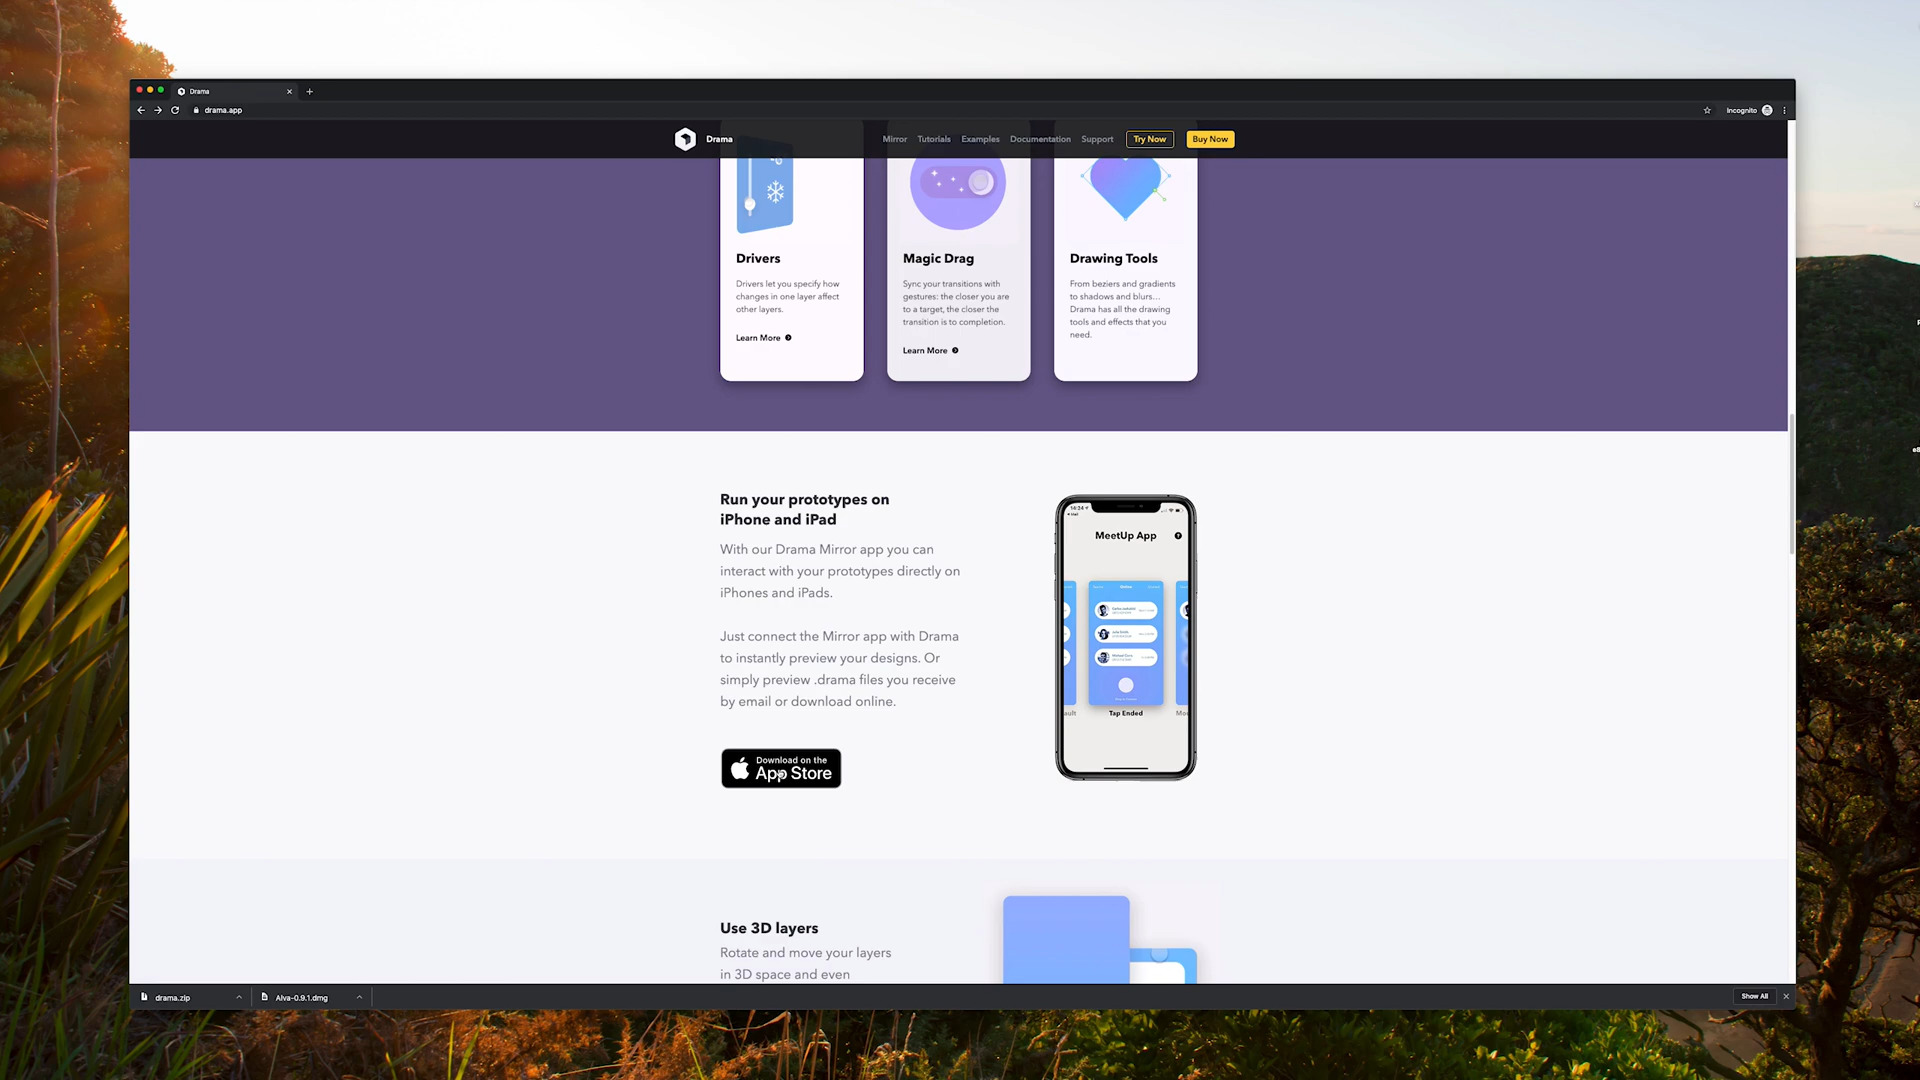 Drama
drama.app
Incognito
Drama
Mirror
Tutorials
Examples
Documentation
Support
Try Now
Buy Now
Drivers
Drivers let you specify how
changes in one layer affect
other layers.
Learn More
Magic Drag
Sync your transitions with
gestures: the closer you are
to a target, the closer the
transition is to completion.
Learn More
Drawing Tools
From beziers and gradients
to shadows and blurs...
Drama has all the drawing
tools and effects that you
need.
Run your prototypes on
iPhone and iPad
With our Drama Mirror app you can
interact with your prototypes directly on
iPhones and iPads.
Just connect the Mirror app with Drama
to instantly preview your designs. Or
simply preview .drama files you receive
by email or download online.
Download on the
App Store
16:24
MeetUp App
Tap Ended
Use 3D layers
Rotate and move your layers
in 3D space and even
drama.zip
Alva-0.9.1.dmg
Show All